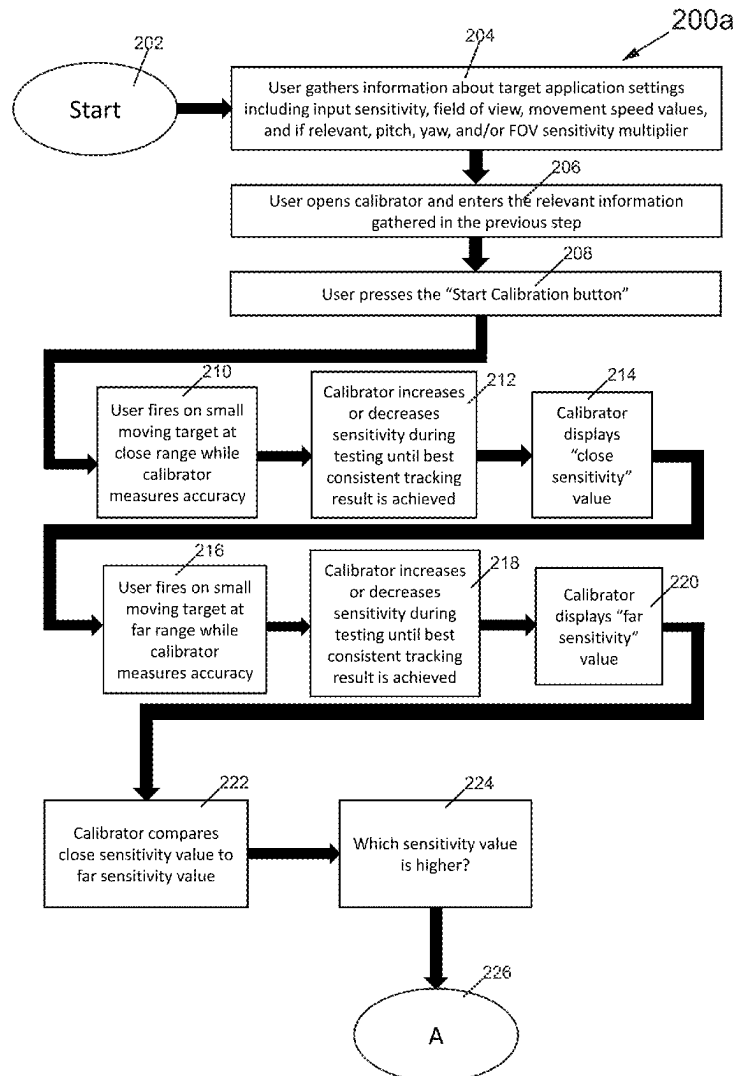 200a
202
Start
204
User gathers information about target application settings
including input sensitivity, field of view, movement speed values,
and if relevant, pitch, yaw, and/or FOV sensitivity multiplier
206
User opens calibrator and enters the relevant information
gathered in the previous step
208
User presses the “Start Calibration button”
210
User fires on small
moving target at
close range while
calibrator
measures accuracy
212
Calibrator increases
or decreases
sensitivity during
testing until best
consistent tracking
result is achieved
214
Calibrator
displays
“close
sensitivity”
value
216
User fires on small
moving target at
far range while
calibrator
measures accuracy
218
Calibrator increases
or decreases
sensitivity during
testing until best
consistent tracking
result is achieved
220
Calibrator
displays “far
sensitivity”
value
222
Calibrator compares
close sensitivity value to
far sensitivity value
224
Which sensitivity value
is higher?
226
A